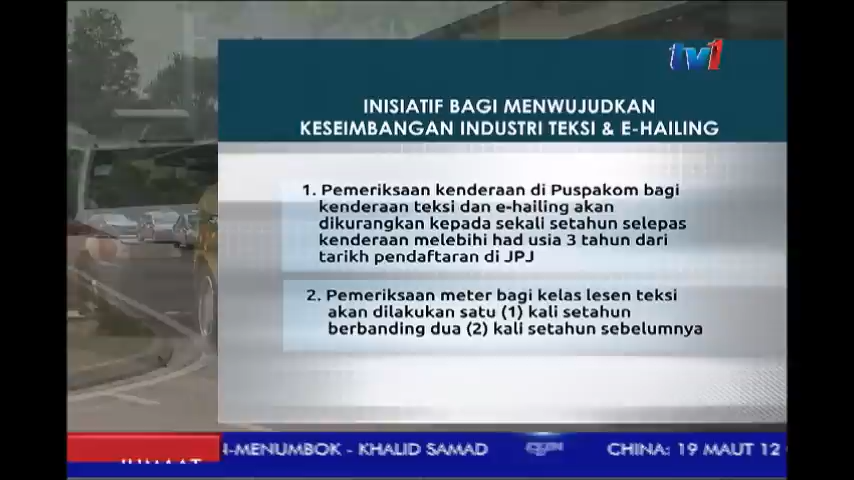 tv1
INISIATIF BAGI MENWUJUDKAN
KESEIMBANGAN INDUSTRI TEKSI & E-HAILING
1. Pemeriksaan kenderaan di Puspakom bagi
kenderaan teksi dan e-hailing akan
dikurangkan kepada sekali setahun selepas
kenderaan melebihi had usia 3 tahun dari
tarikh pendaftaran di JPJ
2. Pemeriksaan meter bagi kelas lesen teksi
akan dilakukan satu (1) kali setahun
berbanding dua (2) kali setahun sebelumnya
-MENUMBOK - KHALID SAMAD CHINA: 19 MAUT 12